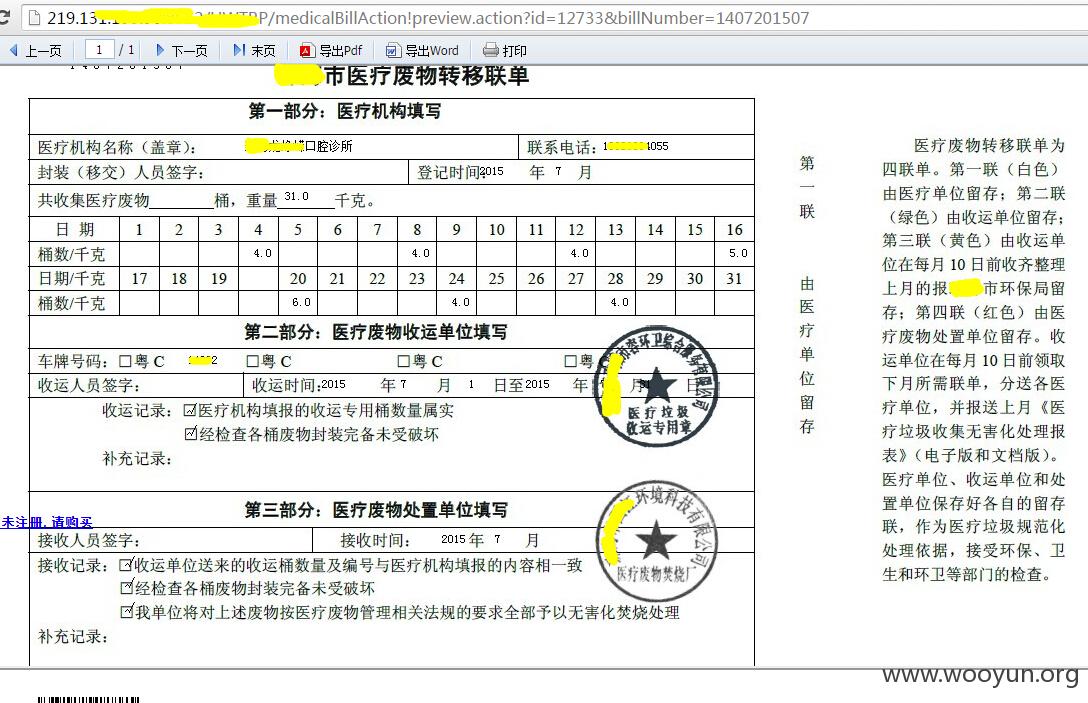 219.131.1
TRP/medicalBillAction!preview.action?id=12733&billNumber=1407201507
上一页 1 / 1 下一页 末页 导出Pdf 导出Word 打印
市医疗废物转移联单
第一部分：医疗机构填写
医疗机构名称（盖章）： 口腔诊所 联系电话：1 4055
封装（移交）人员签字： 登记时间：2015 年 7 月
共收集医疗废物 桶，重量 31.0 千克。
日 期 1 2 3 4 5 6 7 8 9 10 11 12 13 14 15 16
桶数/千克 4.0 4.0 4.0 5.0
日期/千克 17 18 19 20 21 22 23 24 25 26 27 28 29 30 31
桶数/千克 6.0 4.0 4.0
第二部分：医疗废物收运单位填写
车牌号码：□粤 C 2 □粤 C □粤 C □粤 C
收运人员签字： 收运时间:2015 年 7 月 1 日至2015 年 月 31 日
收运记录：☑医疗机构填报的收运专用桶数量属实
☑经检查各桶废物封装完备未受破坏
补充记录：
环卫综合服务有限公司
医疗垃圾
收运专用章
第三部分：医疗废物处置单位填写
未注册,请购买
接收人员签字： 接收时间： 2015 年 7 月
接收记录：☑收运单位送来的收运桶数量及编号与医疗机构填报的内容相一致
☑经检查各桶废物封装完备未受破坏
☑我单位将对上述废物按医疗废物管理相关法规的要求全部予以无害化焚烧处理
补充记录：
环境科技有限公司
医疗废物焚烧厂
第一联 由医疗单位留存
医疗废物转移联单为
四联单。第一联（白色）
由医疗单位留存；第二联
（绿色）由收运单位留存；
第三联（黄色）由收运单
位在每月 10 日前收齐整理
上月的报 市环保局留
存；第四联（红色）由医
疗废物处置单位留存。收
运单位在每月 10 日前领取
下月所需联单，分送各医
疗单位，并报送上月《医
疗垃圾收集无害化处理报
表》（电子版和文档版）。
医疗单位、收运单位和处
置单位保存好各自的留存
联，作为医疗垃圾规范化
处理依据，接受环保、卫
生和环卫等部门的检查。
www.wooyun.org